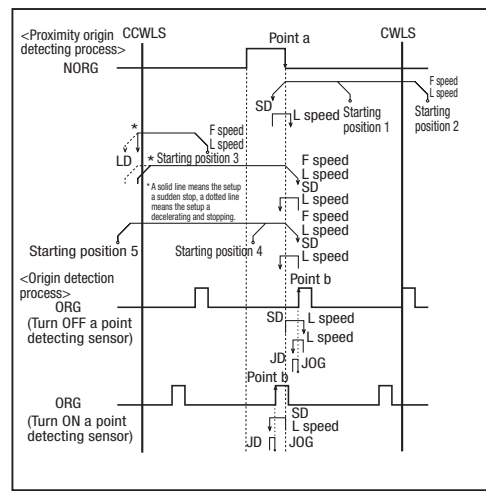 <Proximity origin
detecting process>
CCWLS
Point a
CWLS
NORG
F speed
L speed
SD
L speed
Starting
position 1
Starting
position 2
*
F speed
L speed
LD
* Starting position 3
F speed
L speed
SD
* A solid line means the setup
a sudden stop, a dotted line
means the setup a
decelerating and stopping.
L speed
F speed
L speed
SD
Starting position 5
Starting position 4
L speed
<Origin detection
process>
Point b
ORG
(Turn OFF a point
detecting sensor)
SD
L speed
L speed
JD
JOG
Point b
ORG
(Turn ON a point
detecting sensor)
SD
L speed
JD
JOG